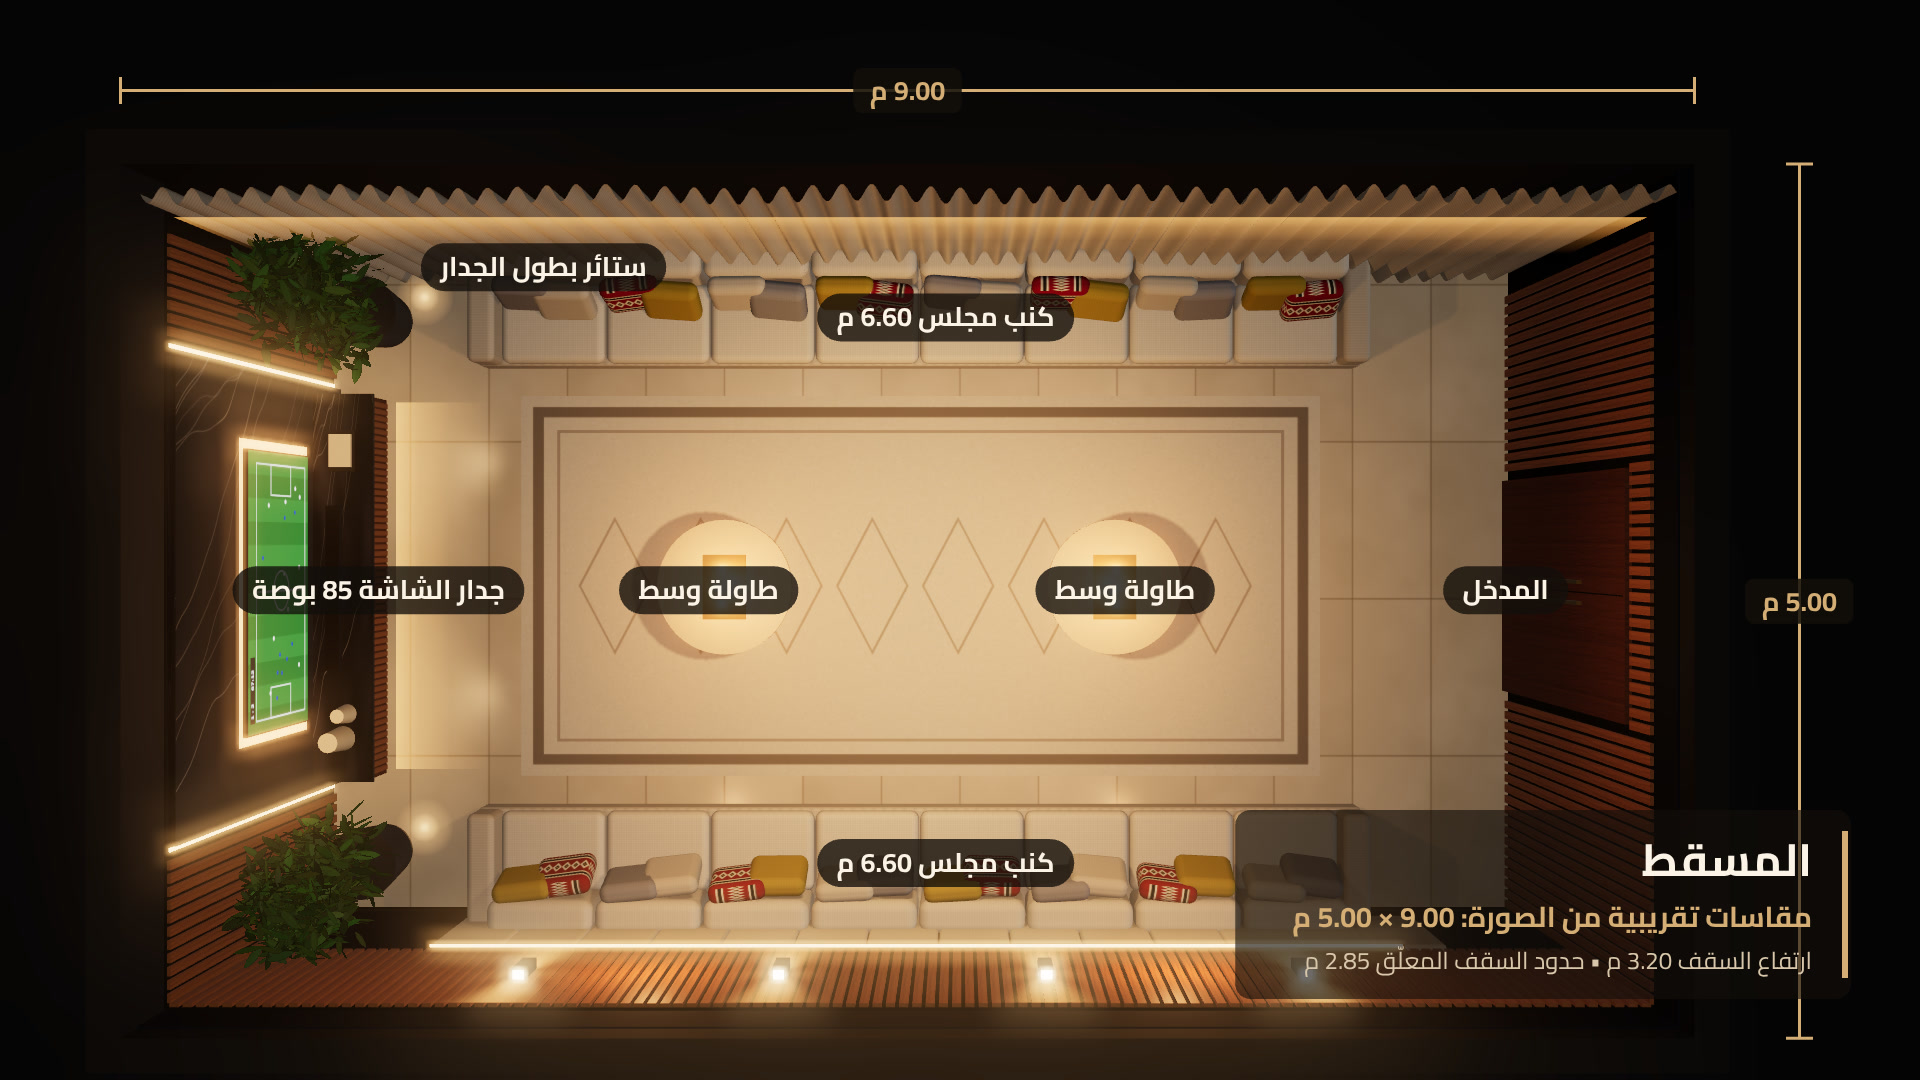 9.00 م
ستائر بطول الجدار
كنب مجلس 6.60 م
المدخل
طاولة وسط
طاولة وسط
جدار الشاشة 85 بوصة
5.00 م
كنب مجلس 6.60 م
المسقط
مقاسات تقريبية من الصورة: 9.00 × 5.00 م
ارتفاع السقف 3.20 م ▪ حدود السقف المعلّق 2.85 م